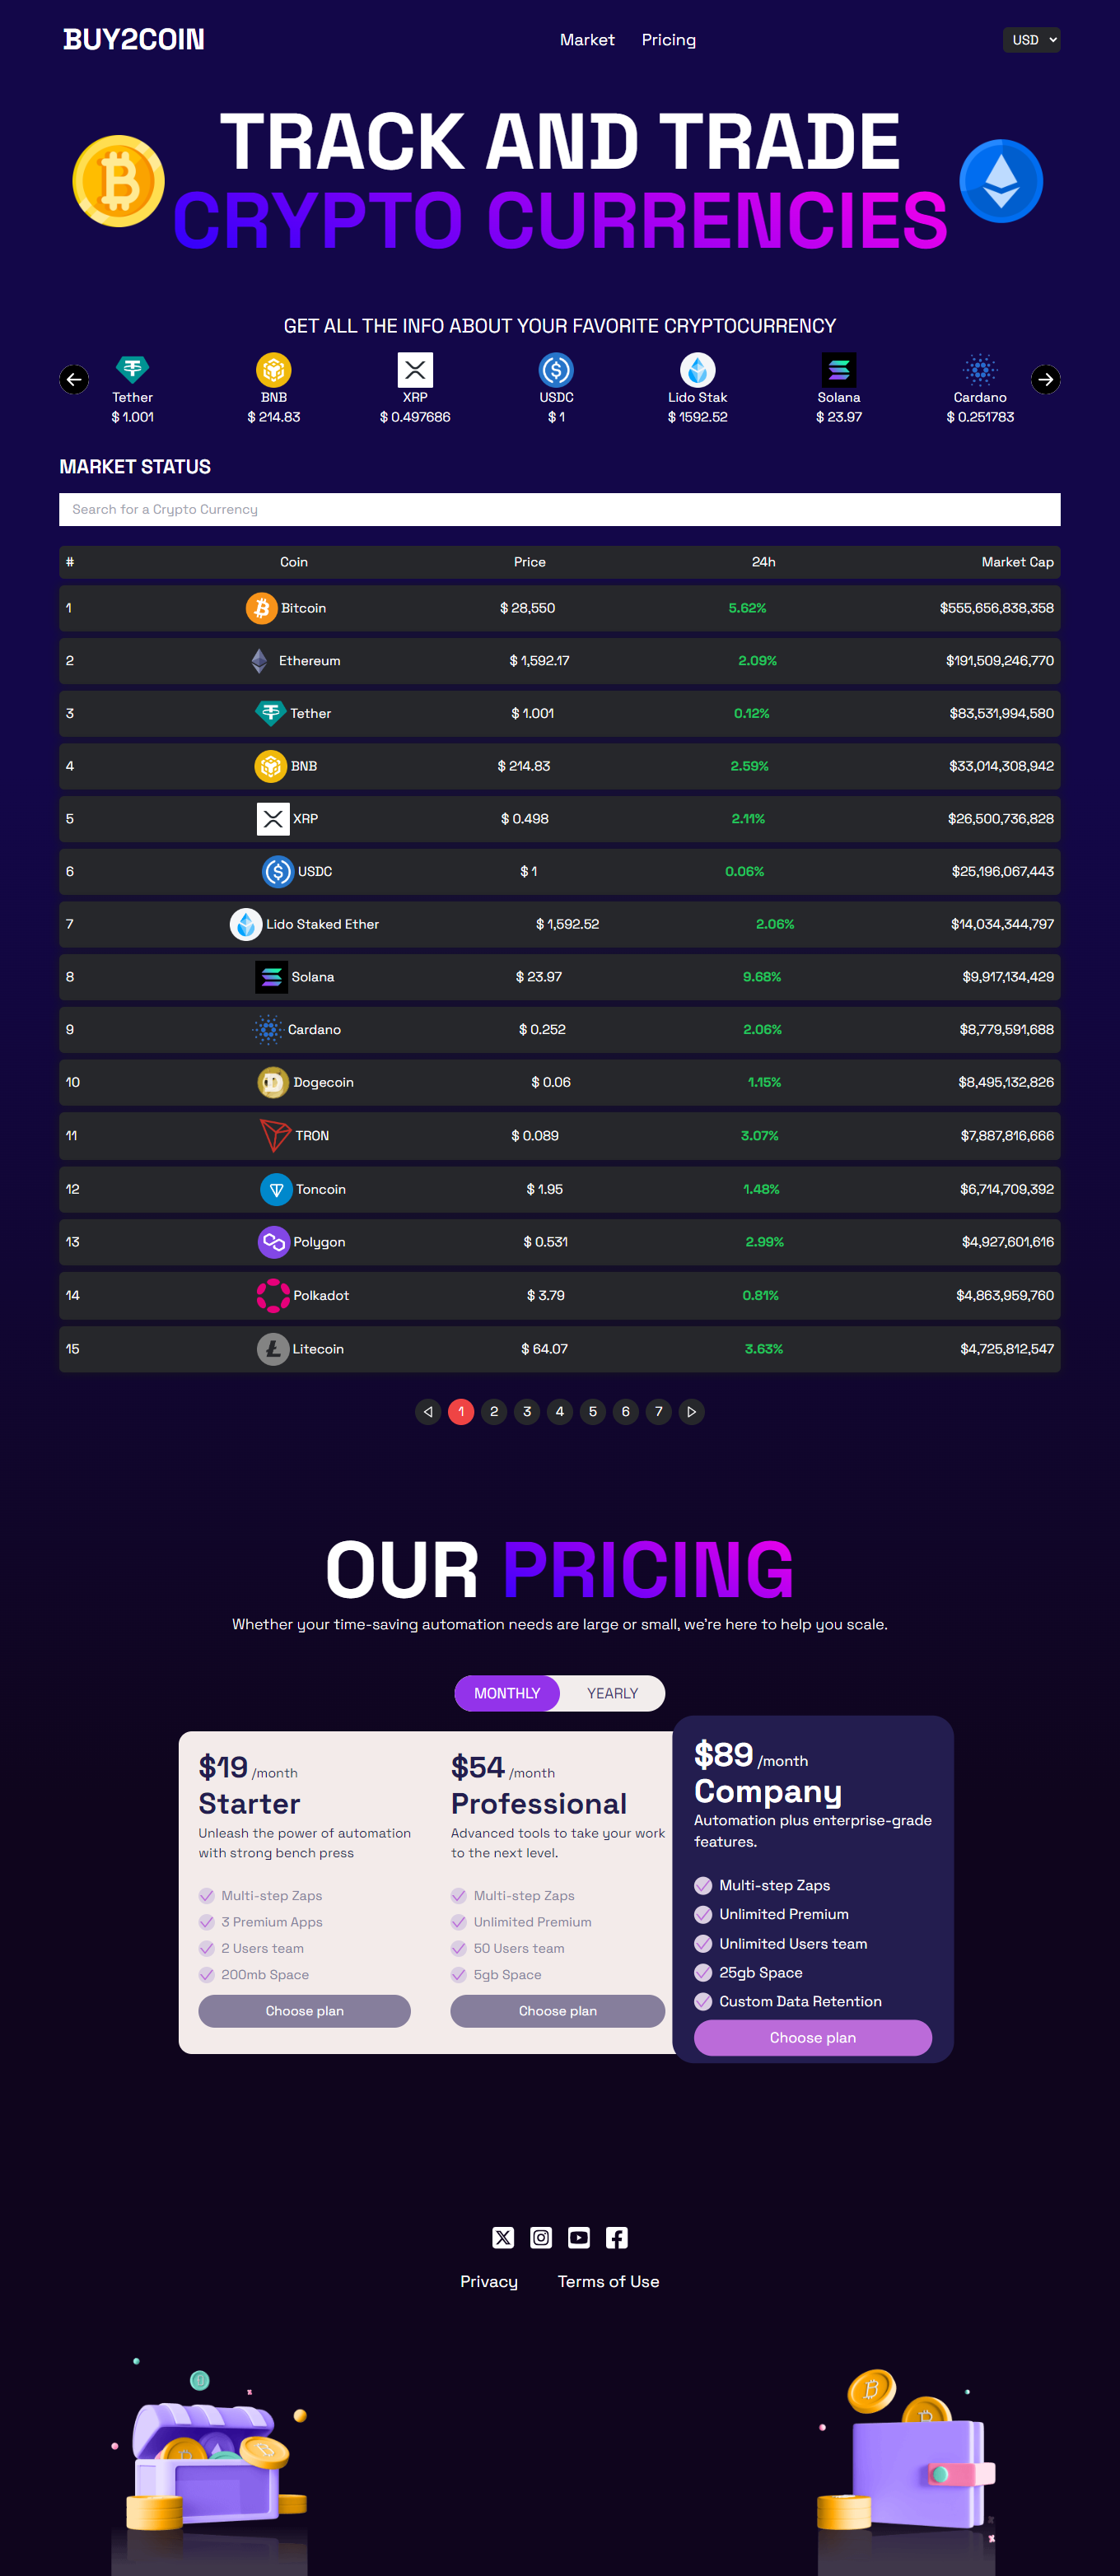 BUY2COIN
Market Pricing
USD
TRACK AND TRADE
CRYPTO CURRENCIES
GET ALL THE INFO ABOUT YOUR FAVORITE CRYPTOCURRENCY
Tether BNB XRP USDC Lido Stak Solana Cardano
$ 1.001 $ 214.83 $ 0.497686 $ 1 $ 1592.52 $ 23.97 $ 0.251783
MARKET STATUS
Search for a Crypto Currency
# Coin Price 24h Market Cap
1 Bitcoin $ 28,550 5.62% $555,656,838,358
2 Ethereum $ 1,592.17 2.09% $191,509,246,770
3 Tether $ 1.001 0.12% $83,531,994,580
4 BNB $ 214.83 2.59% $33,014,308,942
5 XRP $ 0.498 2.11% $26,500,736,828
6 USDC $ 1 0.06% $25,196,067,443
7 Lido Staked Ether $ 1,592.52 2.06% $14,034,344,797
8 Solana $ 23.97 9.68% $9,917,134,429
9 Cardano $ 0.252 2.06% $8,779,591,688
10 Dogecoin $ 0.06 1.15% $8,495,132,826
11 TRON $ 0.089 3.07% $7,887,816,666
12 Toncoin $ 1.95 1.48% $6,714,709,392
13 Polygon $ 0.531 2.99% $4,927,601,616
14 Polkadot $ 3.79 0.81% $4,863,959,760
15 Litecoin $ 64.07 3.63% $4,725,812,547
1 2 3 4 5 6 7
OUR PRICING
Whether your time-saving automation needs are large or small, we're here to help you scale.
MONTHLY YEARLY
$19 /month
Starter
Unleash the power of automation
with strong bench press
Multi-step Zaps
3 Premium Apps
2 Users team
200mb Space
Choose plan
$54 /month
Professional
Advanced tools to take your work
to the next level.
Multi-step Zaps
Unlimited Premium
50 Users team
5gb Space
Choose plan
$89 /month
Company
Automation plus enterprise-grade
features.
Multi-step Zaps
Unlimited Premium
Unlimited Users team
25gb Space
Custom Data Retention
Choose plan
Privacy Terms of Use